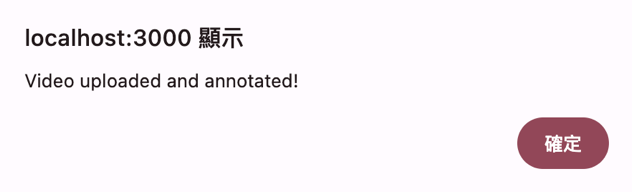 localhost:3000 顯示
Video uploaded and annotated!
確定